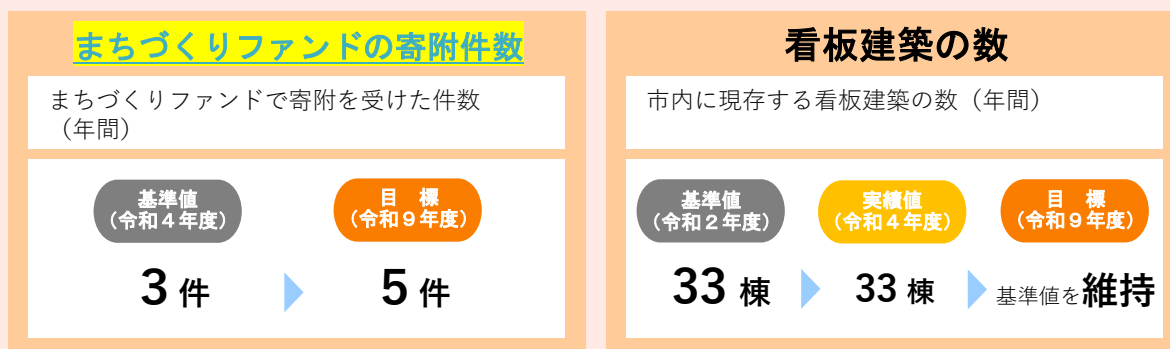 まちづくりファンドの寄附件数
まちづくりファンドで寄附を受けた件数
（年間）
基準値
（令和４年度）
目　標
（令和９年度）
3 件
5 件
看板建築の数
市内に現存する看板建築の数（年間）
基準値
（令和２年度）
実績値
（令和４年度）
目　標
（令和９年度）
33 棟
33 棟
基準値を維持